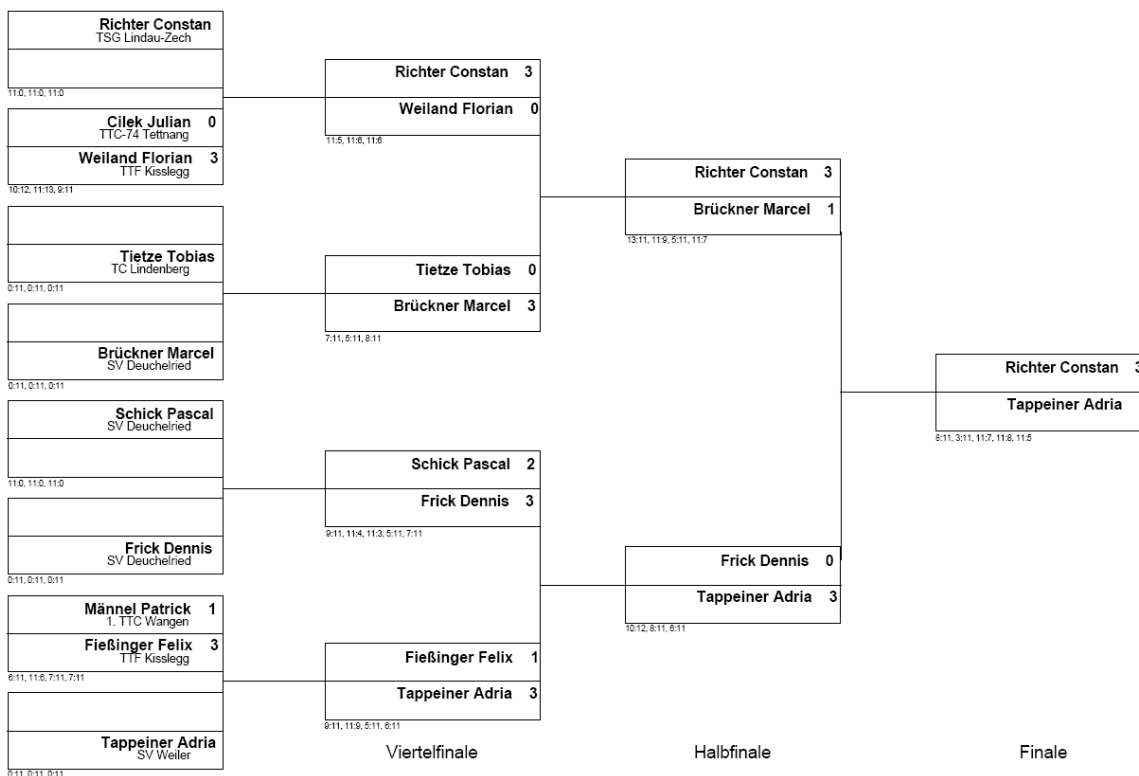 Richter Constan
TSG Lindau-Zech
11:0, 11:0, 11:0
Cilek Julian 0
TTC-74 Tettnang
Weiland Florian 3
TTF Kisslegg
10:12, 11:13, 9:11
Tietze Tobias
TC Lindenberg
0:11, 0:11, 0:11
Brückner Marcel
SV Deuchelried
0:11, 0:11, 0:11
Schick Pascal
SV Deuchelried
11:0, 11:0, 11:0
Frick Dennis
SV Deuchelried
0:11, 0:11, 0:11
Männel Patrick 1
1. TTC Wangen
Fießinger Felix 3
TTF Kisslegg
6:11, 11:6, 7:11, 7:11
Tappeiner Adria
SV Weiler
0:11, 0:11, 0:11
Richter Constan 3
Weiland Florian 0
11:5, 11:6, 11:6
Tietze Tobias 0
Brückner Marcel 3
7:11, 5:11, 8:11
Schick Pascal 2
Frick Dennis 3
9:11, 11:4, 11:3, 5:11, 7:11
Fießinger Felix 1
Tappeiner Adria 3
9:11, 11:9, 5:11, 6:11
Viertelfinale
Richter Constan 3
Brückner Marcel 1
13:11, 11:9, 5:11, 11:7
Frick Dennis 0
Tappeiner Adria 3
10:12, 8:11, 6:11
Halbfinale
Richter Constan 3
Tappeiner Adria
8:11, 3:11, 11:7, 11:8, 11:5
Finale